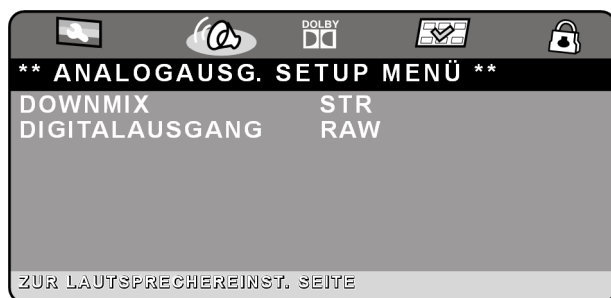 DOLBY
** ANALOGAUSG. SETUP MENÜ **
DOWNMIX STR
DIGITALAUSGANG RAW
ZUR LAUTSPRECHEREINST. SEITE